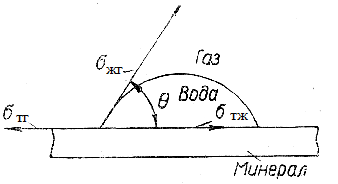 Газ
σжг
Вода
θ
σтг
σтж
Минерал